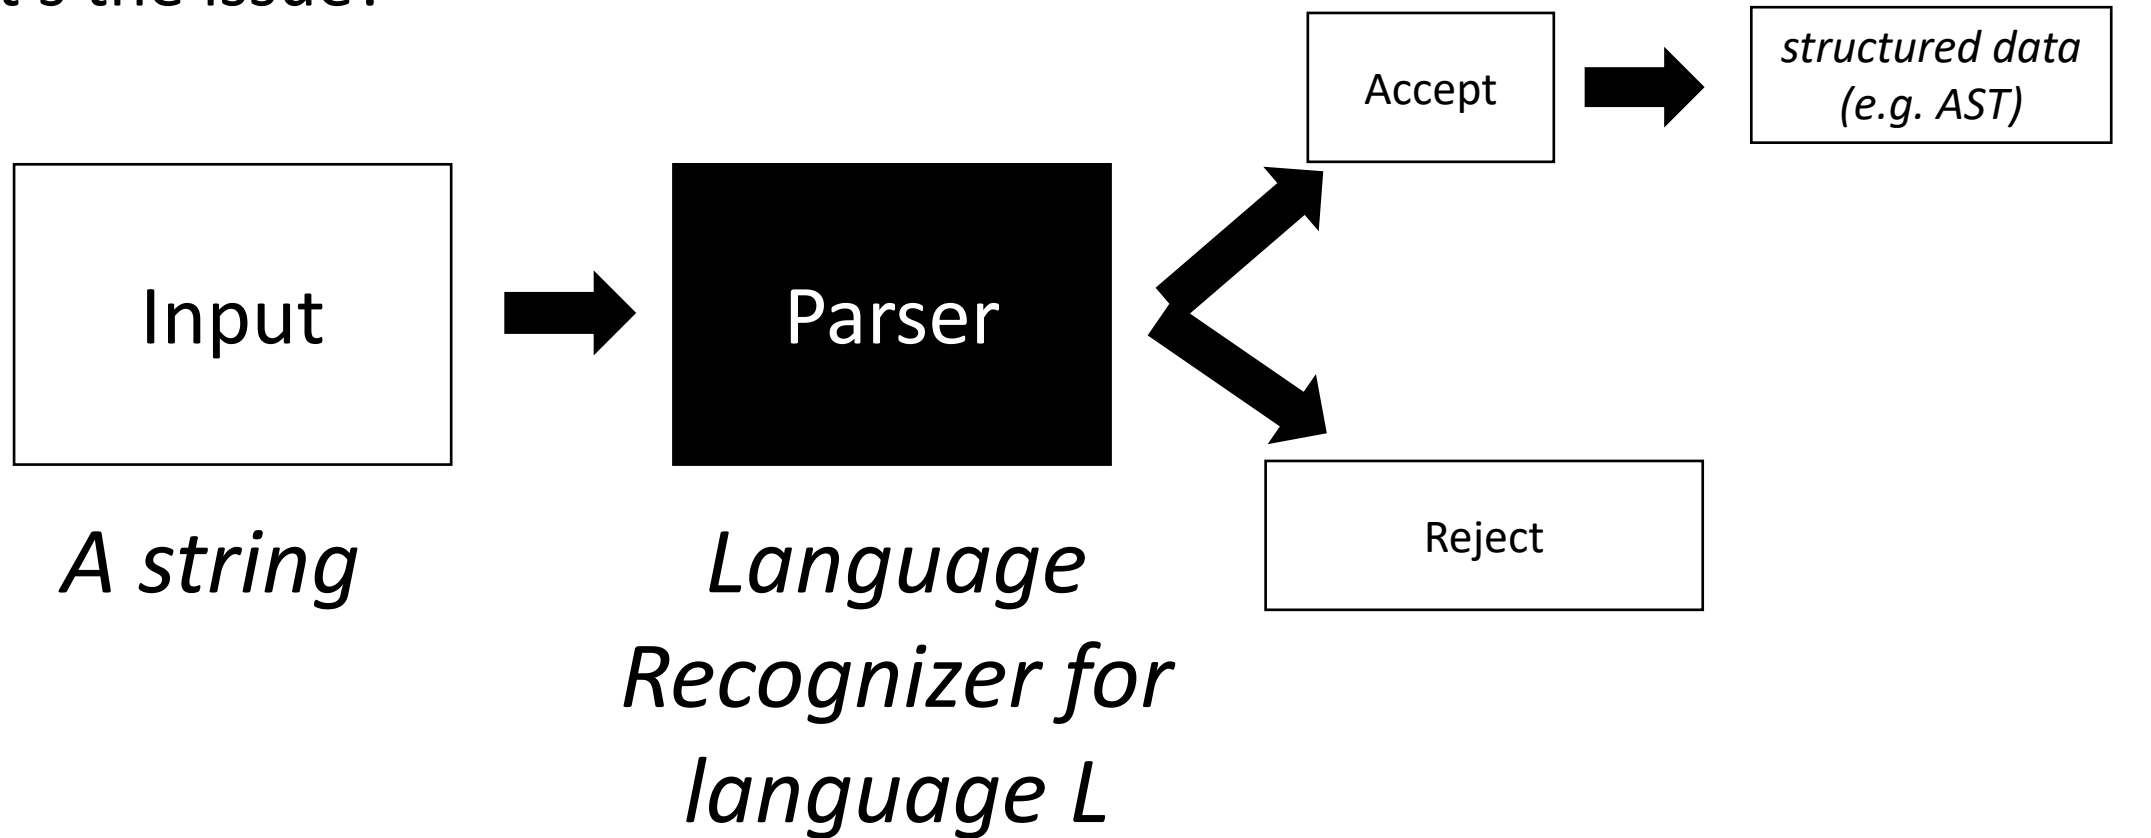 Accept
structured data
(e.g. AST)
Input
Parser
A string
Language
Recognizer for
language L
Reject